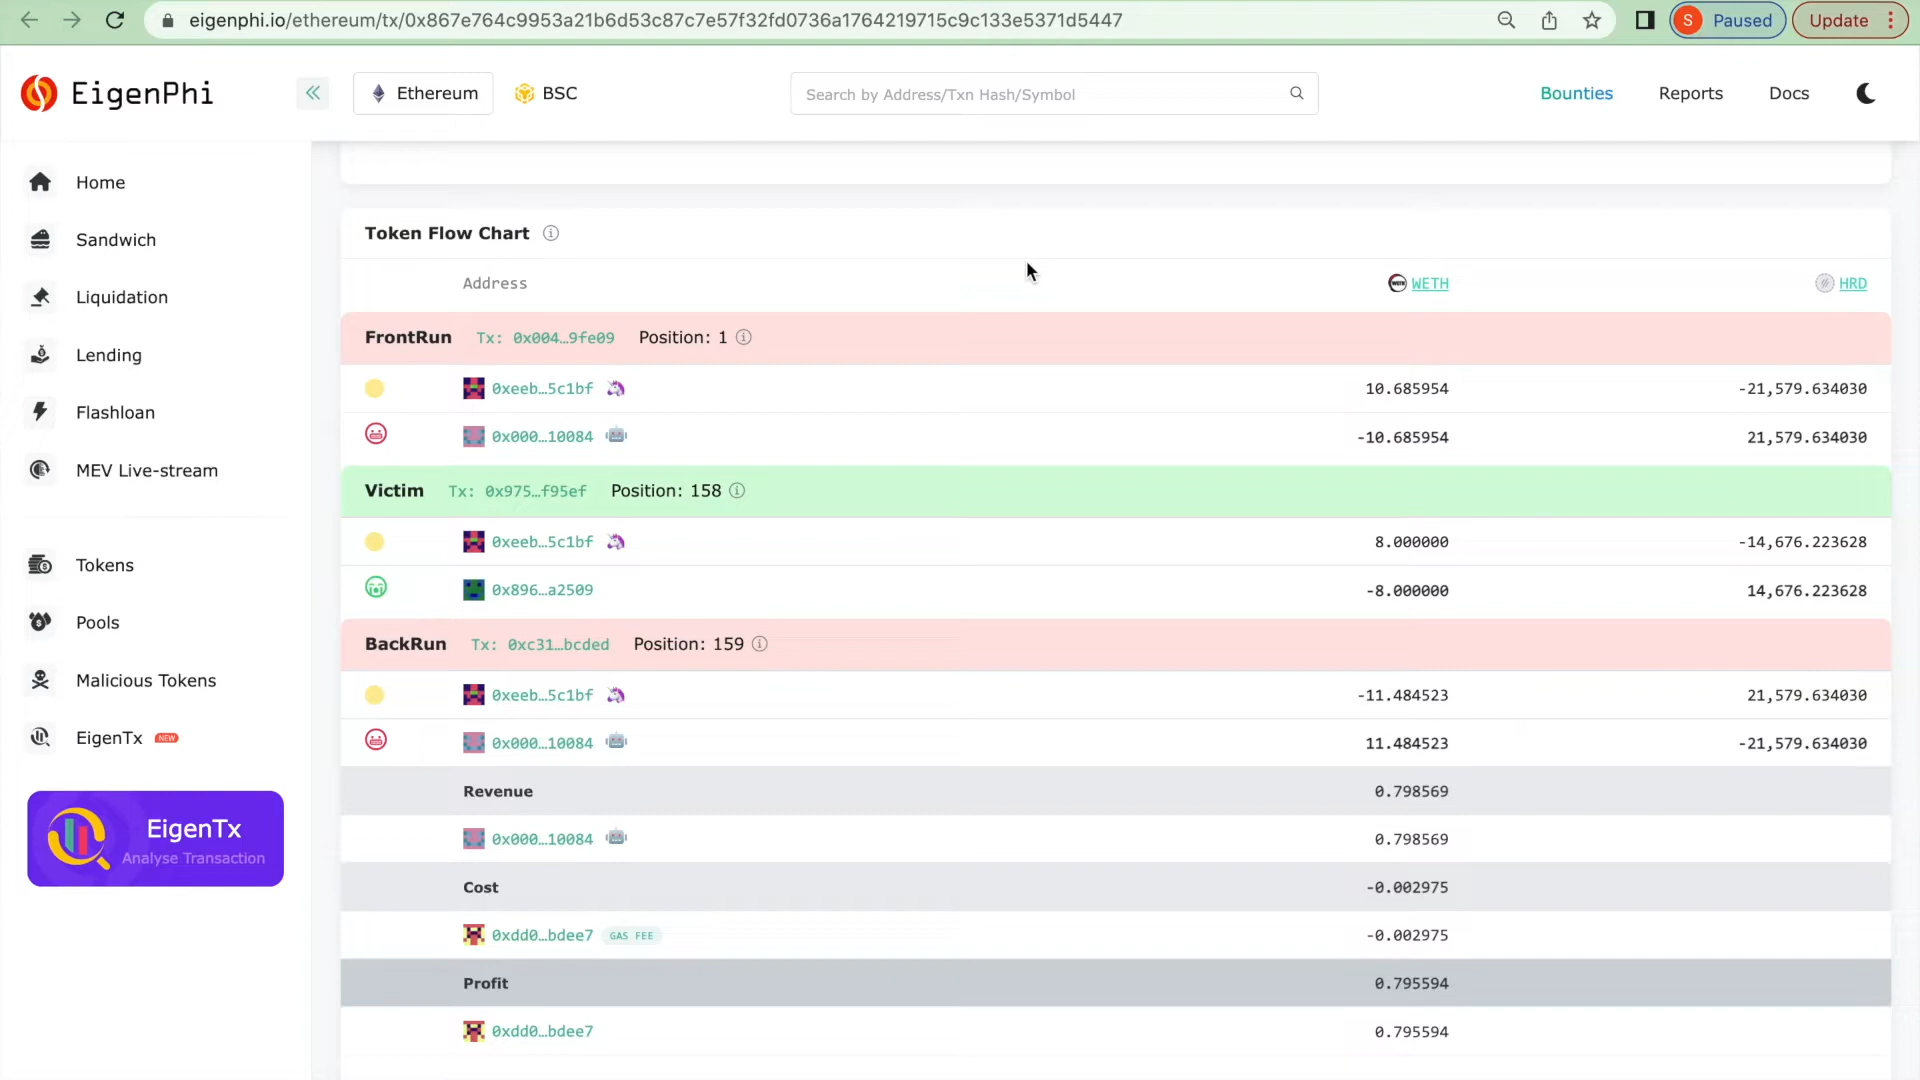 eigenphi.io/ethereum/tx/0x867e764c9953a21b6d53c87c7e57f32fd0736a1764219715c9c133e5371d5447
S Paused
Update
EigenPhi
Ethereum
BSC
Search by Address/Txn Hash/Symbol
Bounties
Reports
Docs
Home
Sandwich
Liquidation
Lending
Flashloan
MEV Live-stream
Tokens
Pools
Malicious Tokens
EigenTx NEW
EigenTx
Analyse Transaction
Token Flow Chart
Address WETH HRD
FrontRun Tx: 0x004…9fe09 Position: 1
0xeeb…5c1bf 10.685954 -21,579.634030
0x000…10084 -10.685954 21,579.634030
Victim Tx: 0x975…f95ef Position: 158
0xeeb…5c1bf 8.000000 -14,676.223628
0x896…a2509 -8.000000 14,676.223628
BackRun Tx: 0xc31…bcded Position: 159
0xeeb…5c1bf -11.484523 21,579.634030
0x000…10084 11.484523 -21,579.634030
Revenue 0.798569
0x000…10084 0.798569
Cost -0.002975
0xdd0…bdee7 GAS FEE -0.002975
Profit 0.795594
0xdd0…bdee7 0.795594